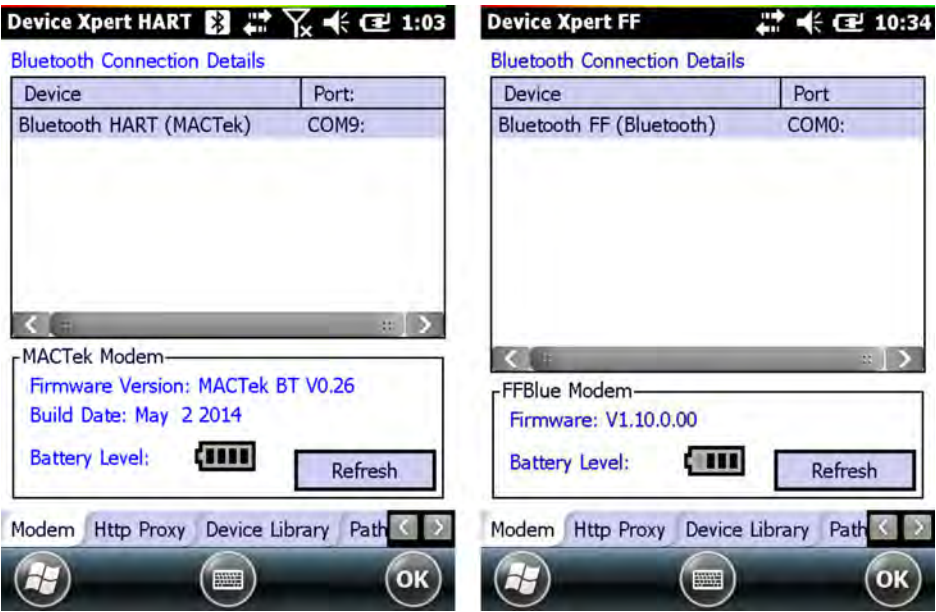 Device Xpert HART 1:03
Bluetooth Connection Details
Device Port:
Bluetooth HART (MACTek) COM9:
MACTek Modem
Firmware Version: MACTek BT V0.26
Build Date: May 2 2014
Battery Level:
Refresh
Modem Http Proxy Device Library Path
OK
Device Xpert FF 10:34
Bluetooth Connection Details
Device Port
Bluetooth FF (Bluetooth) COM0:
FFBlue Modem
Firmware: V1.10.0.00
Battery Level:
Refresh
Modem Http Proxy Device Library Path
OK